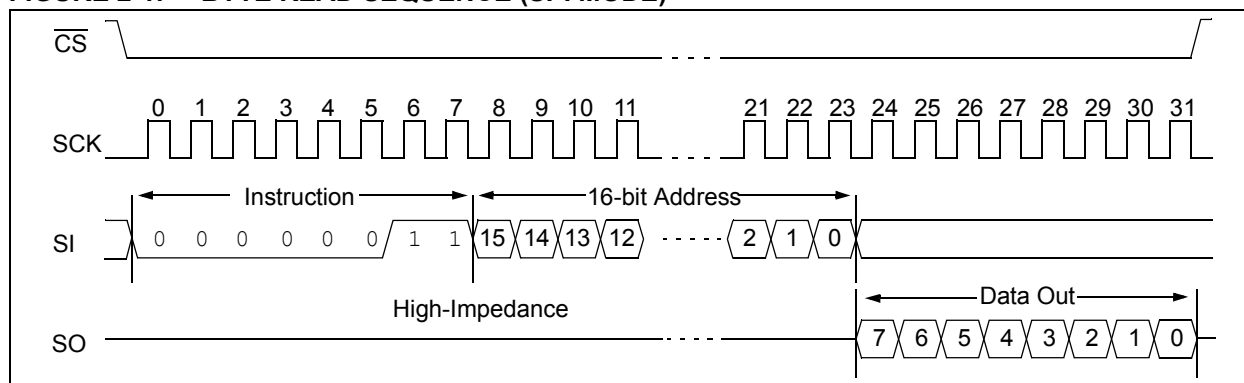 CS
0 1 2 3 4 5 6 7 8 9 10 11 21 22 23 24 25 26 27 28 29 30 31
SCK
Instruction 16-bit Address
SI 0 0 0 0 0 0 1 1 15 14 13 12 2 1 0
Data Out
High-Impedance
SO 7 6 5 4 3 2 1 0